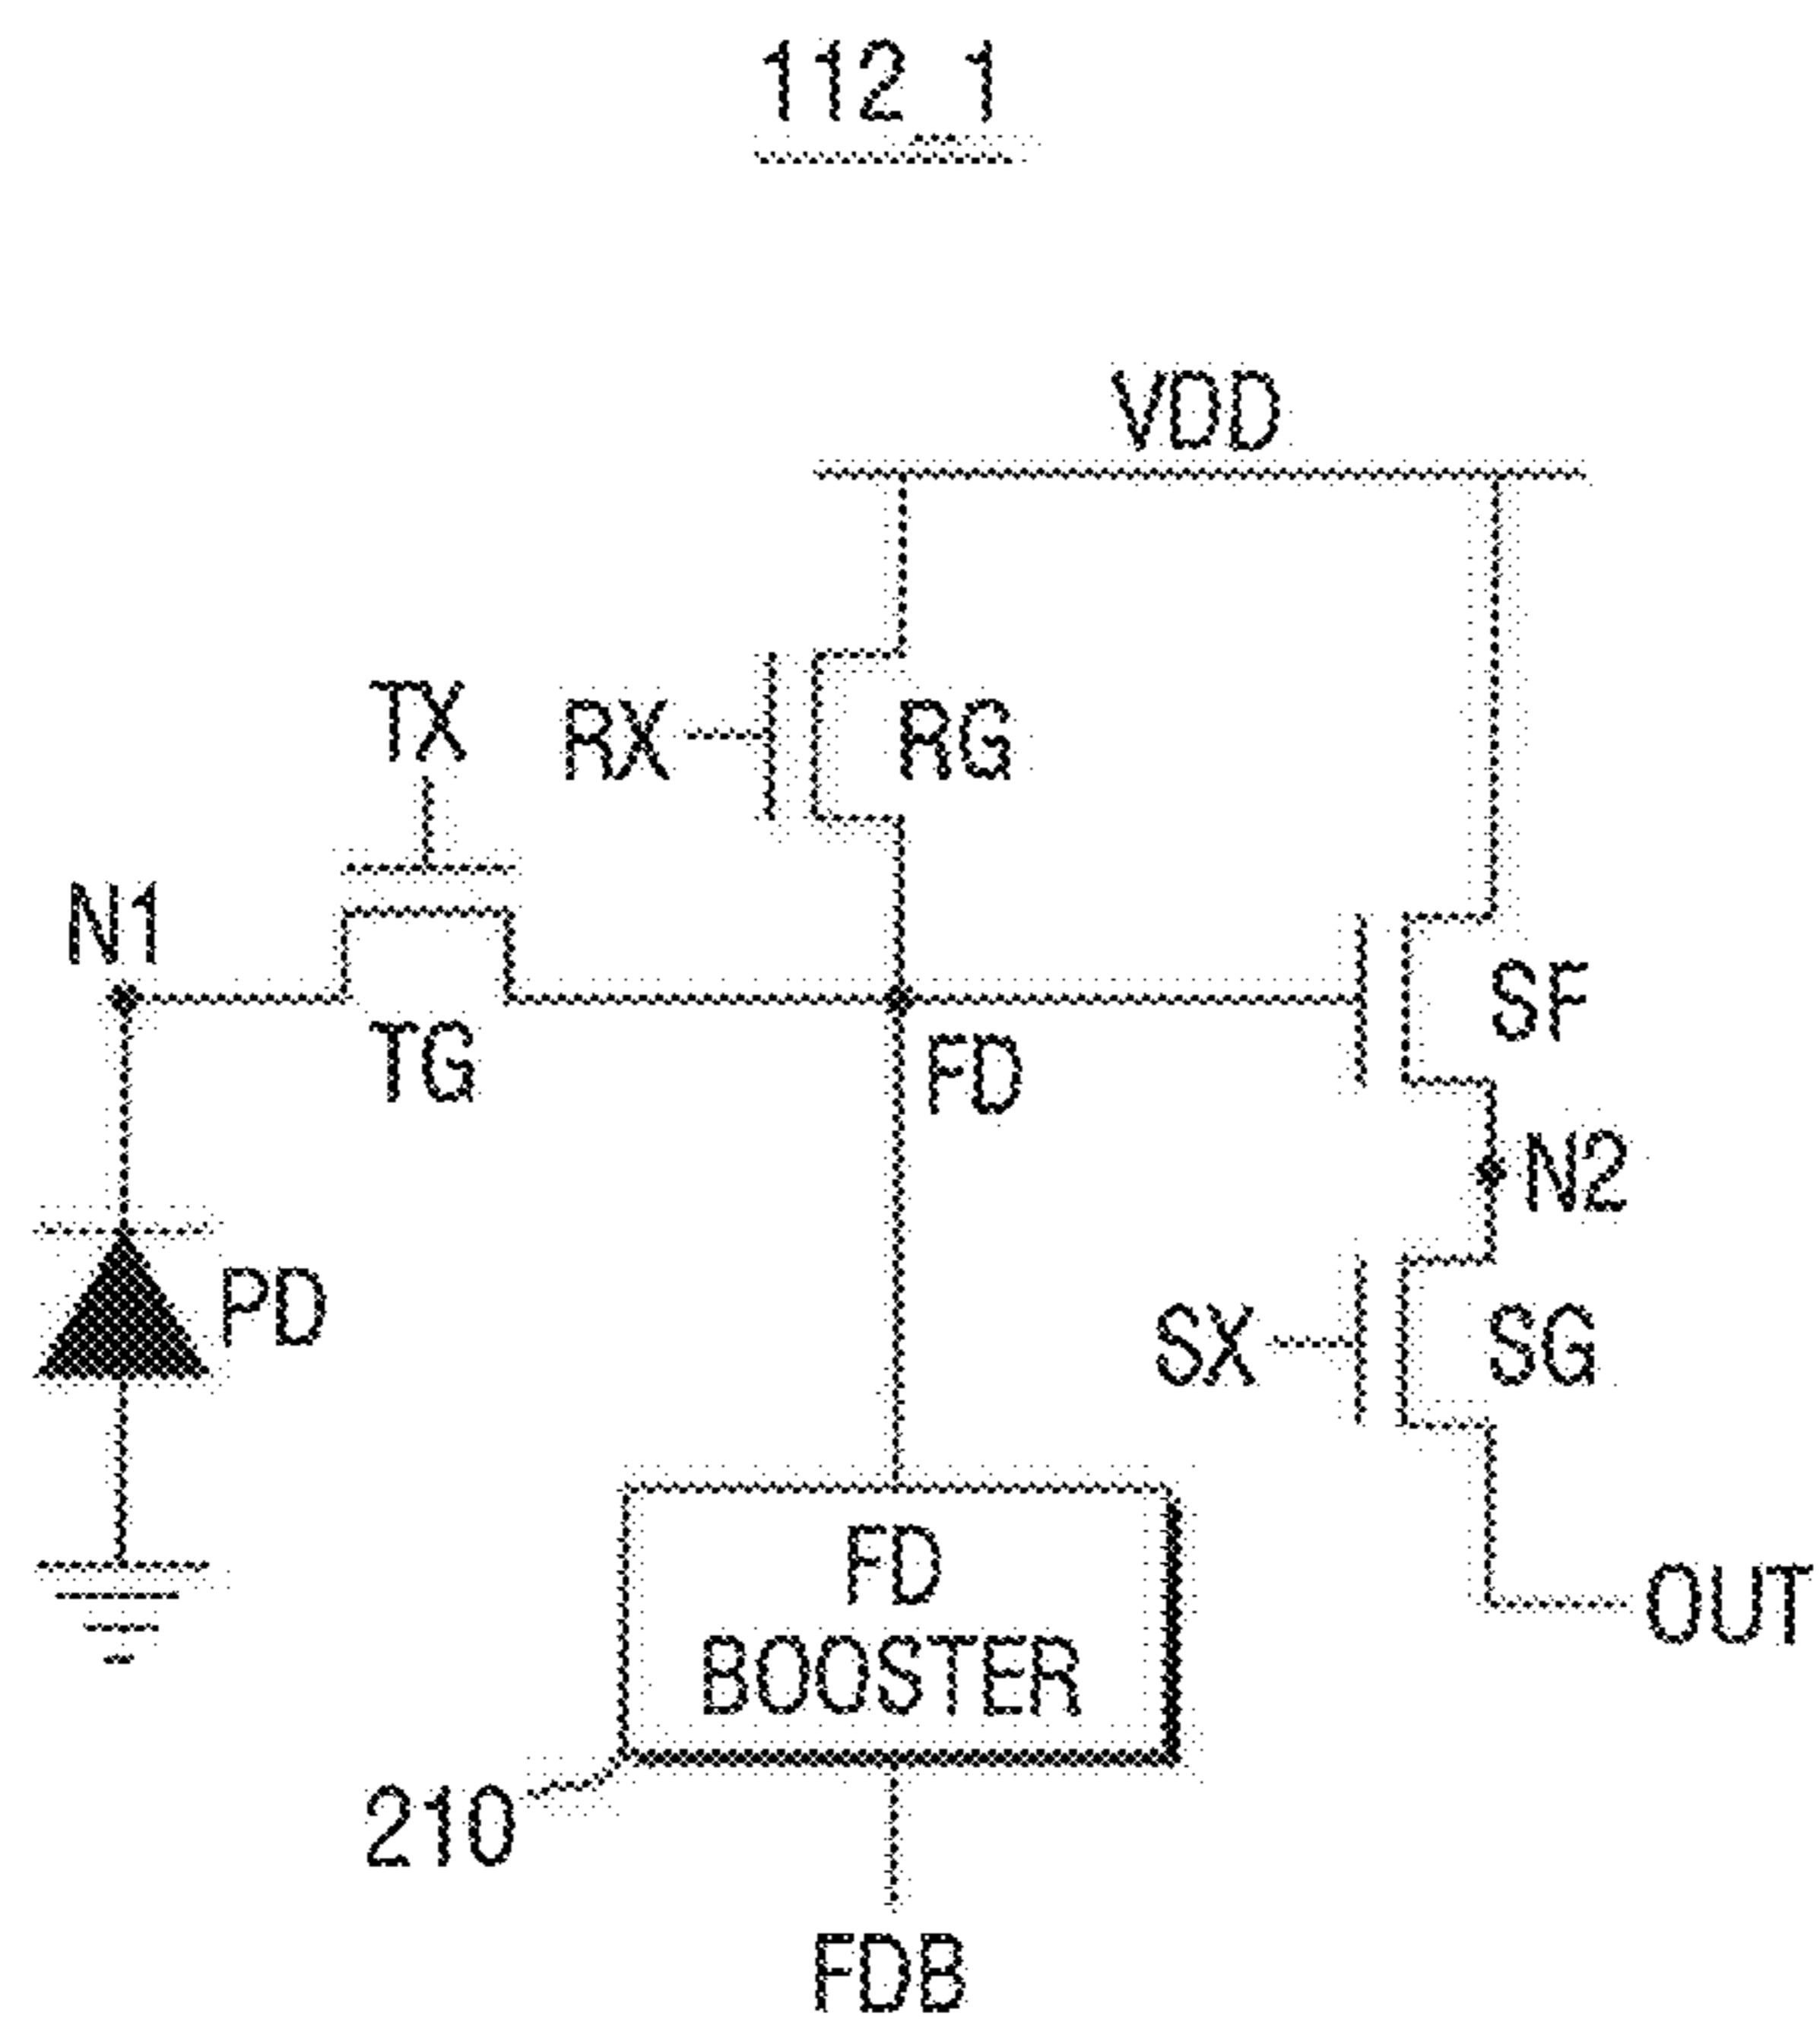 112_1
VDD
TX
RX
RG
N1
SF
TG
FD
N2
PD
SX
SG
FD
BOOSTER
OUT
210
FDB